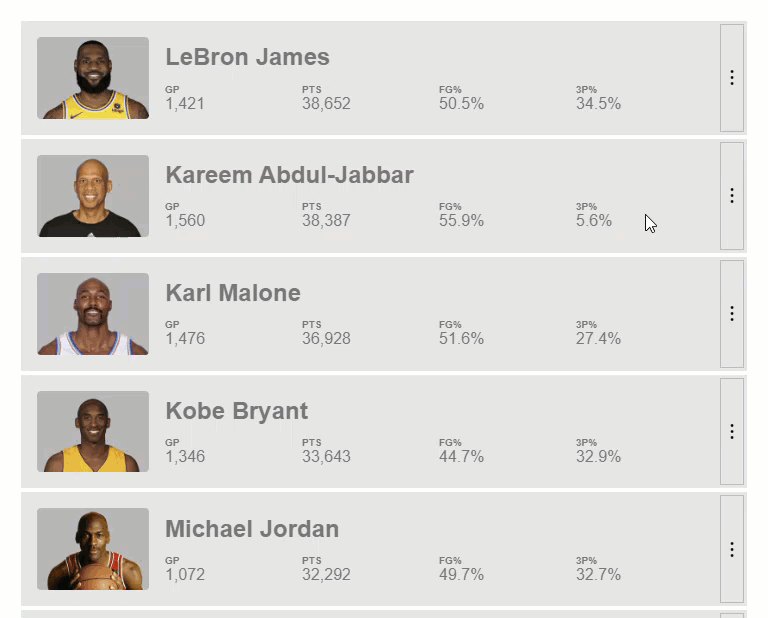 LeBron James
GP PTS FG% 3P%
1,421 38,652 50.5% 34.5%
Kareem Abdul-Jabbar
GP PTS FG% 3P%
1,560 38,387 55.9% 5.6%
Karl Malone
GP PTS FG% 3P%
1,476 36,928 51.6% 27.4%
Kobe Bryant
GP PTS FG% 3P%
1,346 33,643 44.7% 32.9%
Michael Jordan
GP PTS FG% 3P%
1,072 32,292 49.7% 32.7%